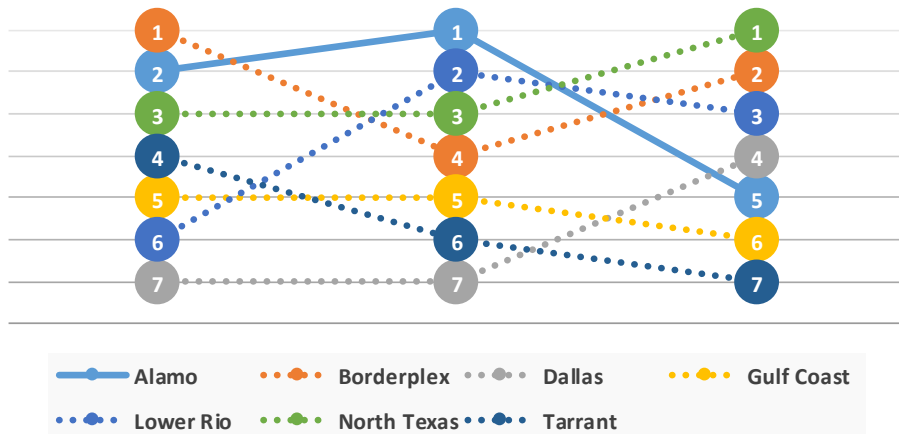 1 1 1
2 2 2
3 3 3
4 4 4
5 5 5
6 6 6
7 7 7
Alamo Borderplex Dallas Gulf Coast
Lower Rio North Texas Tarrant